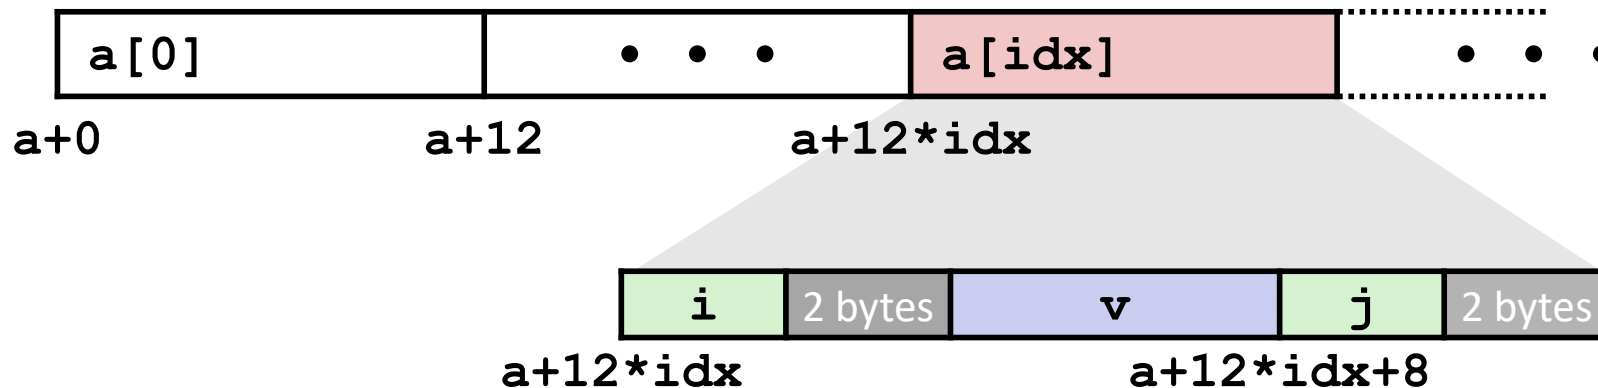 a[0] • • • a[idx] • • •
a+0 a+12 a+12*idx
i 2 bytes v j 2 bytes
a+12*idx a+12*idx+8